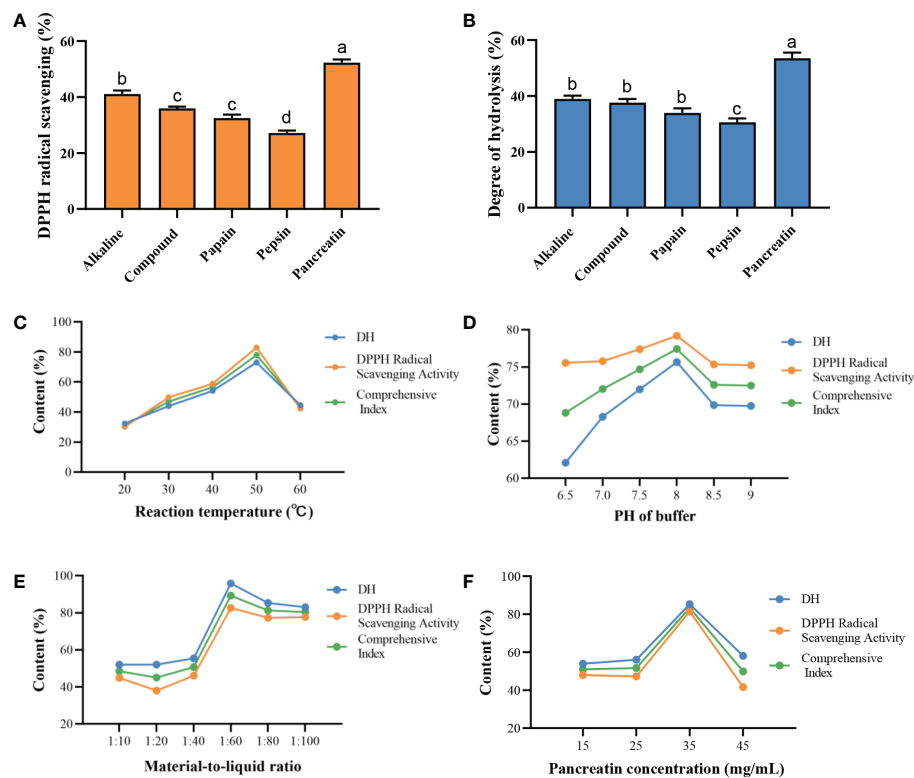 A
DPPH radical scavenging (%)
60
40
20
0
b
c
c
d
a
Alkaline
Compound
Papain
Pepsin
Pancreatin
B
Degree of hydrolysis (%)
60
40
20
0
b
b
b
c
a
Alkaline
Compound
Papain
Pepsin
Pancreatin
C
Content (%)
100
80
60
40
20
0
20
30
40
50
60
Reaction temperature (℃)
DH
DPPH Radical
Scavenging Activity
Comprehensive
Index
D
Content (%)
80
75
70
65
60
6.5
7.0
7.5
8
8.5
9
PH of buffer
DH
DPPH Radical
Scavenging Activity
Comprehensive
Index
E
Content (%)
100
80
60
40
20
1:10
1:20
1:40
1:60
1:80
1:100
Material-to-liquid ratio
DH
DPPH Radical
Scavenging Activity
Comprehensive
Index
F
Content (%)
100
80
60
40
20
15
25
35
45
Pancreatin concentration (mg/mL)
DH
DPPH Radical
Scavenging Activity
Comprehensive
Index